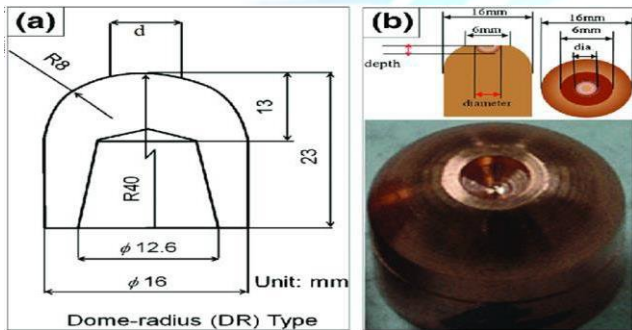 (a)
d
R8
13
23
R40
ϕ 12.6
ϕ 16
Unit: mm
Dome-radius (DR) Type
(b)
16mm
6mm
depth
diameter
16mm
6mm
dia